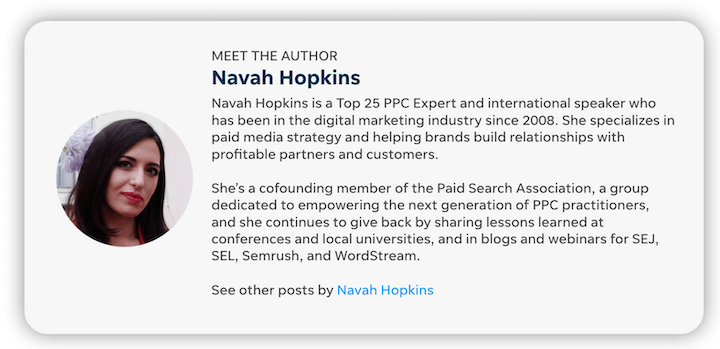 MEET THE AUTHOR
Navah Hopkins
Navah Hopkins is a Top 25 PPC Expert and international speaker who
has been in the digital marketing industry since 2008. She specializes in
paid media strategy and helping brands build relationships with
profitable partners and customers.
She’s a cofounding member of the Paid Search Association, a group
dedicated to empowering the next generation of PPC practitioners,
and she continues to give back by sharing lessons learned at
conferences and local universities, and in blogs and webinars for SEJ,
SEL, Semrush, and WordStream.
See other posts by Navah Hopkins